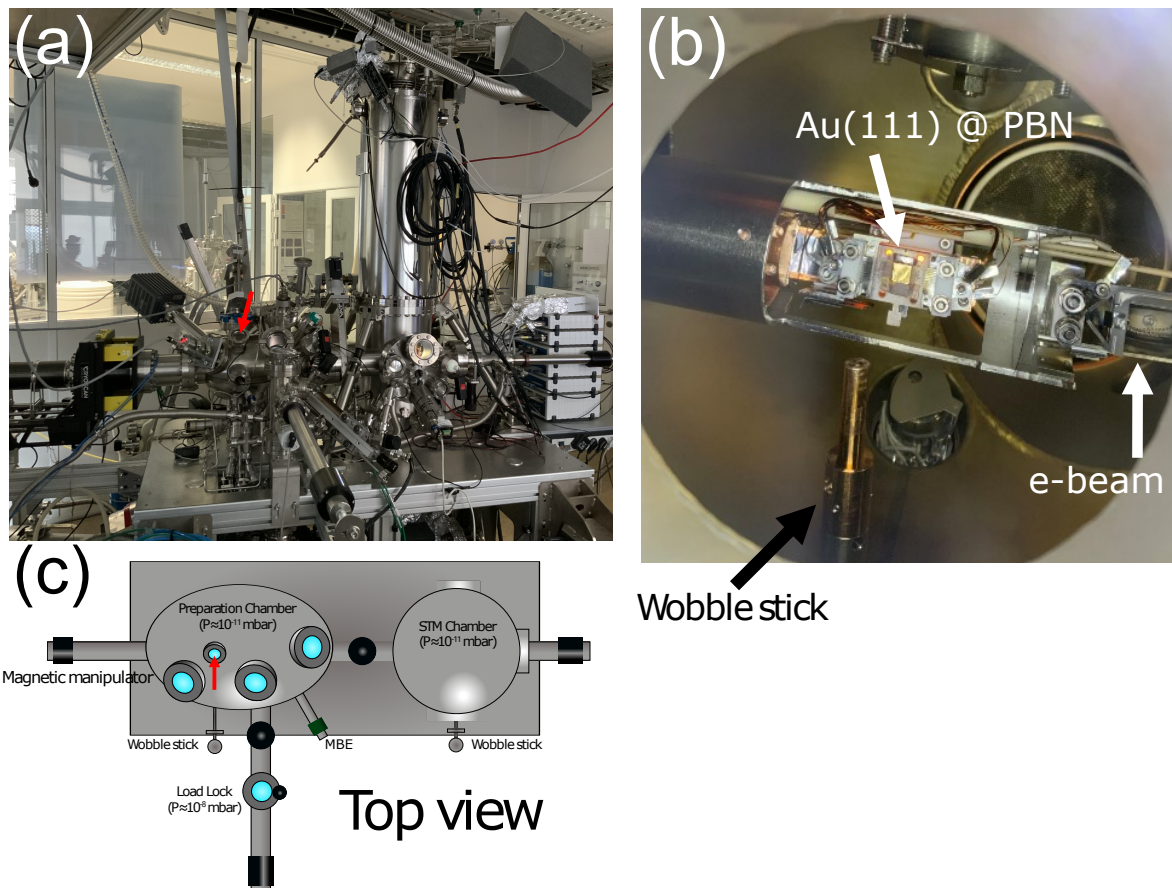 (a)
CRYOCAN
(b)
Au(111) @ PBN
e-beam
Wobble stick
(c)
Preparation Chamber
(P≈10⁻¹¹ mbar)
STM Chamber
(P≈10⁻¹¹ mbar)
Magnetic manipulator
Wobble stick
MBE
Wobble stick
Load Lock
(P≈10⁻⁸ mbar)
Top view